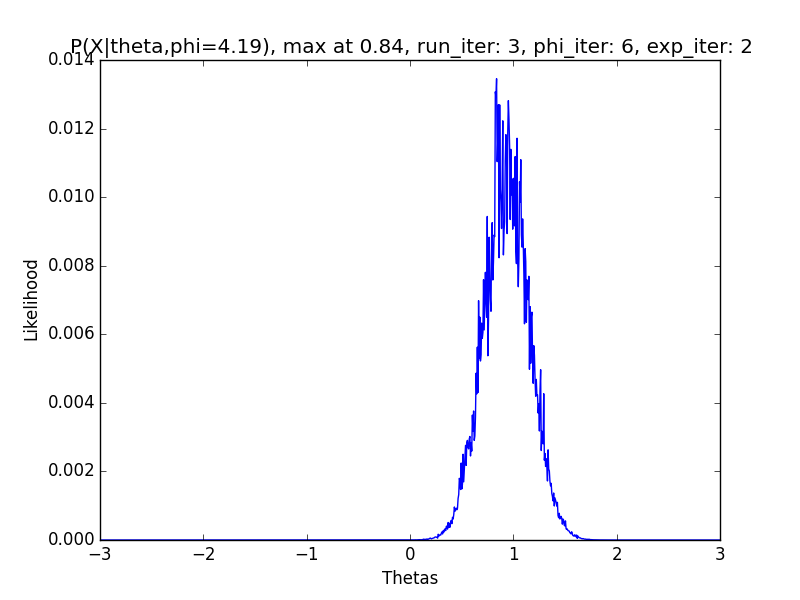 P(X|theta,phi=4.19), max at 0.84, run_iter: 3, phi_iter: 6, exp_iter: 2
0.014
0.012
0.010
0.008
0.006
0.004
0.002
0.000
Likelihood
−3 −2 −1 0 1 2 3
Thetas